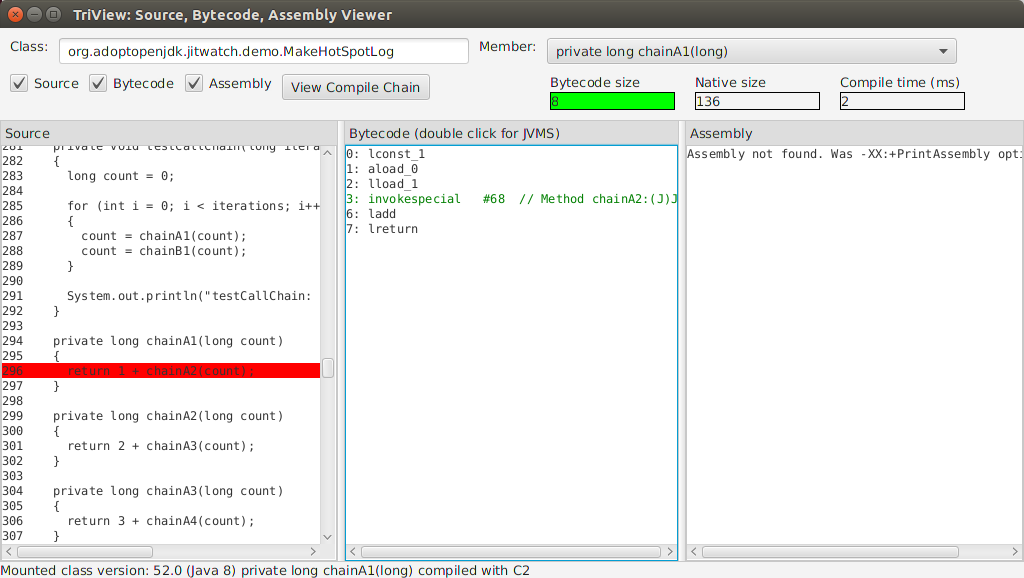 TriView: Source, Bytecode, Assembly Viewer
Class: org.adoptopenjdk.jitwatch.demo.MakeHotSpotLog Member: private long chainA1(long)
Source Bytecode Assembly View Compile Chain
Bytecode size Native size Compile time (ms)
8 136 2
Source
281 private void testCallChain(long itera
282 {
283 long count = 0;
284
285 for (int i = 0; i < iterations; i++
286 {
287 count = chainA1(count);
288 count = chainB1(count);
289 }
290
291 System.out.println("testCallChain:
292 }
293
294 private long chainA1(long count)
295 {
296 return 1 + chainA2(count);
297 }
298
299 private long chainA2(long count)
300 {
301 return 2 + chainA3(count);
302 }
303
304 private long chainA3(long count)
305 {
306 return 3 + chainA4(count);
307 }
Bytecode (double click for JVMS)
0: lconst_1
1: aload_0
2: lload_1
3: invokespecial #68 // Method chainA2:(J)J
6: ladd
7: lreturn
Assembly
Assembly not found. Was -XX:+PrintAssembly opti
Mounted class version: 52.0 (Java 8) private long chainA1(long) compiled with C2